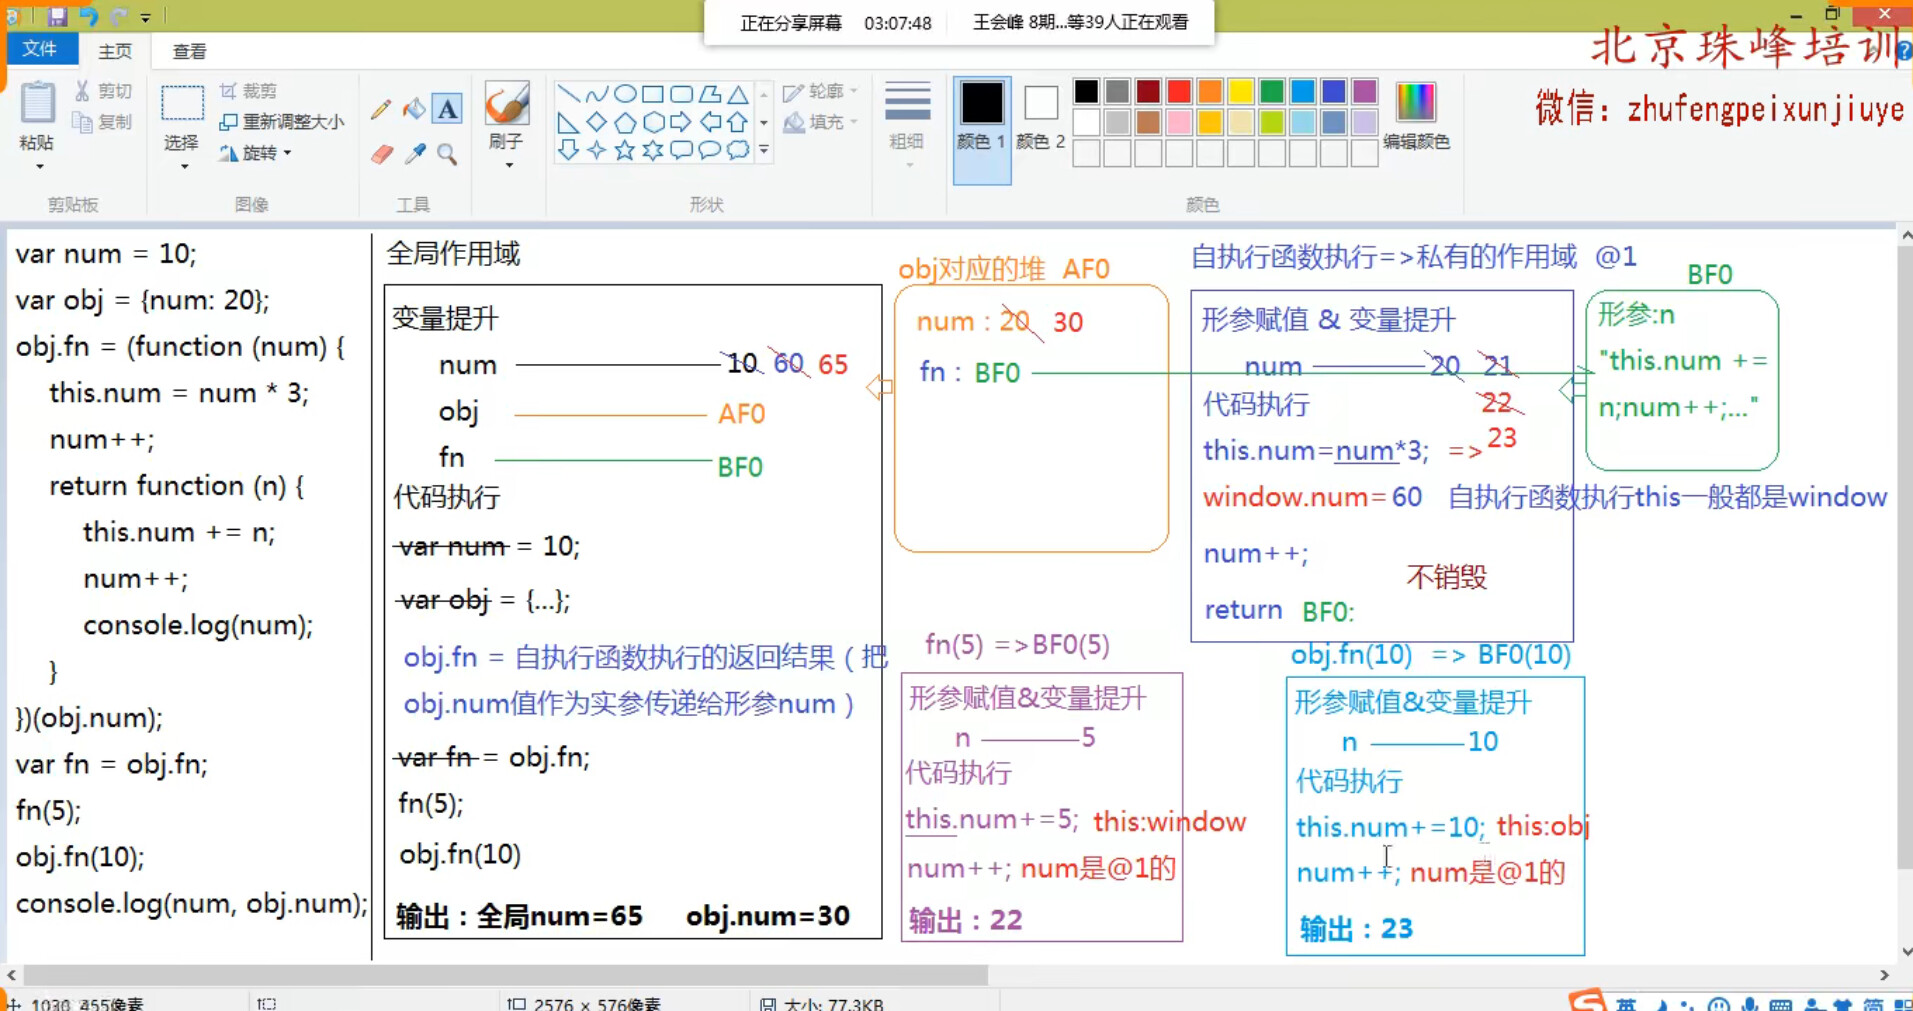 正在分享屏幕 03:07:48 王会峰 8期...等39人正在观看
北京珠峰培训
微信：zhufengpeixunjiuye
文件 主页 查看
粘贴 剪切 复制
剪贴板
选择 裁剪 重新调整大小 旋转
图像
A
工具
刷子
轮廓 填充
形状
粗细
颜色 1 颜色 2 编辑颜色
颜色
var num = 10;
var obj = {num: 20};
obj.fn = (function (num) {
this.num = num * 3;
num++;
return function (n) {
this.num += n;
num++;
console.log(num);
}
})(obj.num);
var fn = obj.fn;
fn(5);
obj.fn(10);
console.log(num, obj.num);
全局作用域
变量提升
num 10 60 65
obj AF0
fn BF0
代码执行
var num = 10;
var obj = {...};
obj.fn = 自执行函数执行的返回结果（把
obj.num值作为实参传递给形参num）
var fn = obj.fn;
fn(5);
obj.fn(10)
输出：全局num=65 obj.num=30
obj对应的堆 AF0
num : 20 30
fn : BF0
自执行函数执行=>私有的作用域 @1
形参赋值 & 变量提升
num 20 21
22
23
代码执行
this.num=num*3; =>
window.num=60 自执行函数执行this一般都是window
num++;
不销毁
return BF0:
BF0
形参:n
"this.num +=
n;num++;..."
fn(5) =>BF0(5)
形参赋值&变量提升
n 5
代码执行
this.num+=5; this:window
num++; num是@1的
输出：22
obj.fn(10) => BF0(10)
形参赋值&变量提升
n 10
代码执行
this.num+=10; this:obj
num++; num是@1的
输出：23
1030, 455像素 2576 × 576像素 大小: 77.3KB
英 简